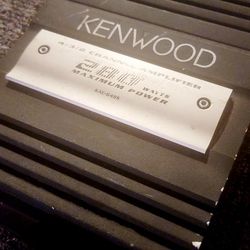 KENWOOD
4/3/2 CHANNEL AMPLIFIER
280 WATTS
MAXIMUM POWER